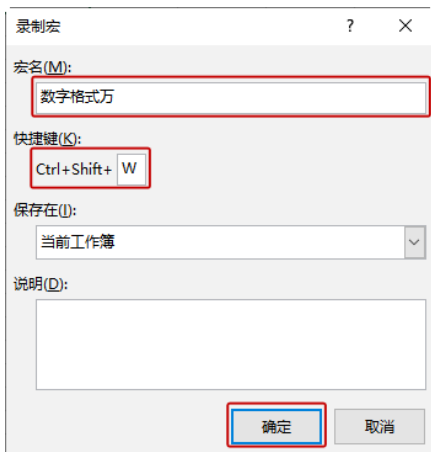 录制宏 ? ×
宏名(M):
数字格式万
快捷键(K):
Ctrl+Shift+ W
保存在(I):
当前工作簿
说明(D):
确定 取消